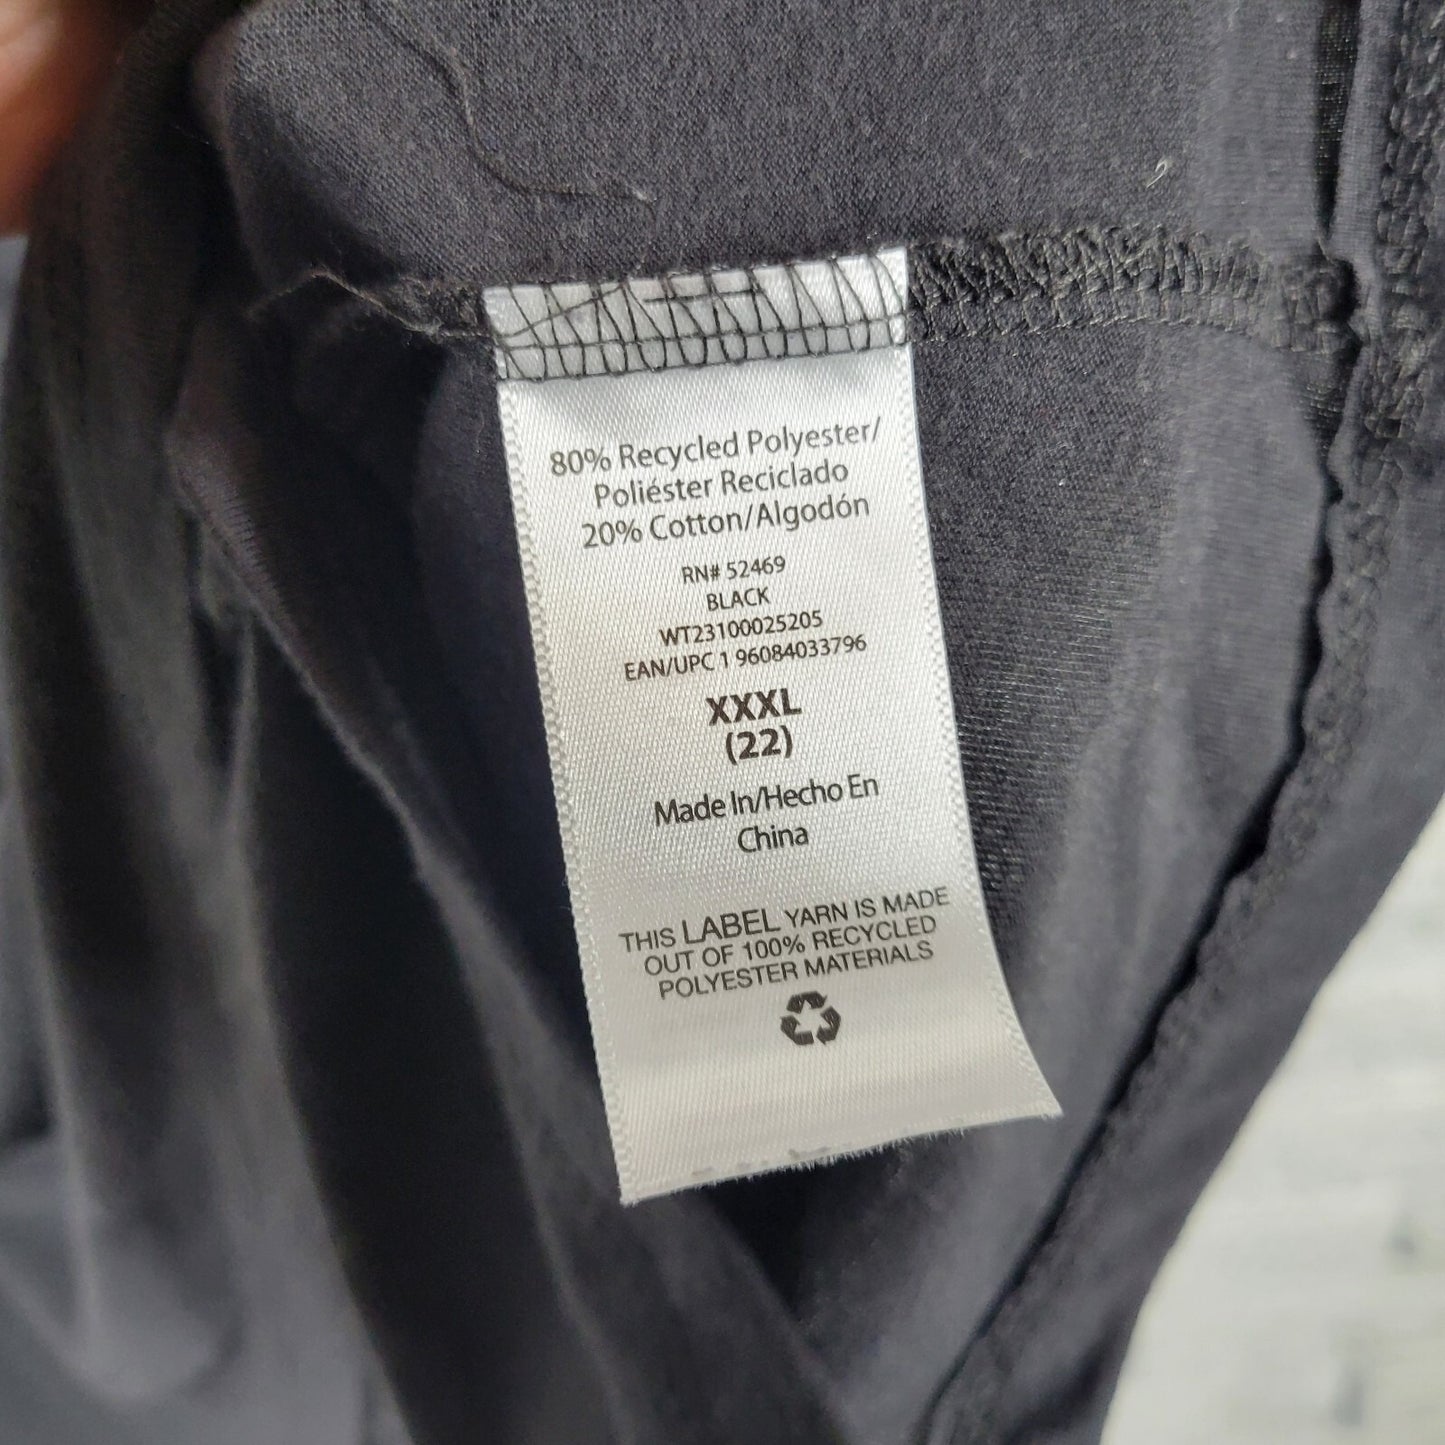 80% Recycled Polyester/
Poliéster Reciclado
20% Cotton/Algodón
RN# 52469
BLACK
WT23100025205
EAN/UPC 1 96084033796
XXXL
(22)
Made In/Hecho En
China
THIS LABEL YARN IS MADE
OUT OF 100% RECYCLED
POLYESTER MATERIALS